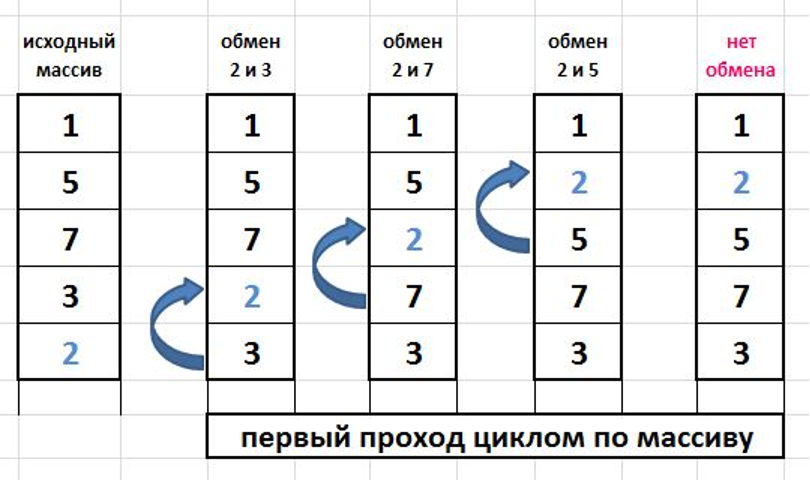 исходный обмен обмен обмен нет
массив 2 и 3 2 и 7 2 и 5 обмена
1 1 1 1 1
5 5 5 2 2
7 7 2 5 5
3 2 7 7 7
2 3 3 3 3
первый проход циклом по массиву